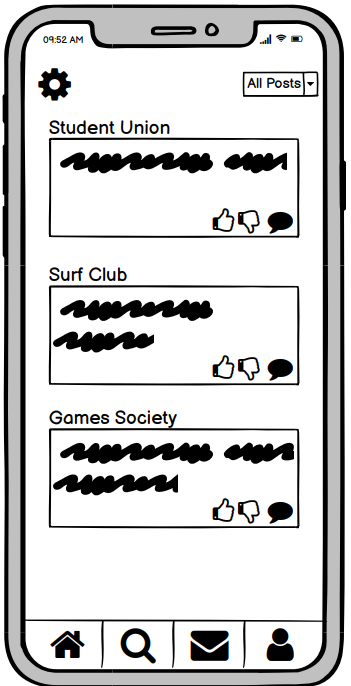 09:52 AM
All Posts
Student Union
Surf Club
Games Society